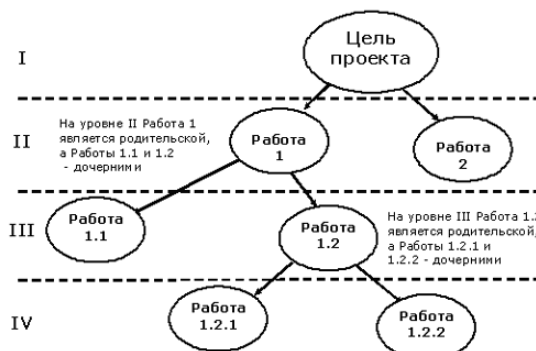 I
Цель
проекта
II
На уровне II Работа 1
является родительской,
а Работы 1.1 и 1.2
- дочерними
Работа
1
Работа
2
III
Работа
1.1
Работа
1.2
На уровне III Работа
является родительской,
а Работы 1.2.1 и
1.2.2 - дочерними
IV
Работа
1.2.1
Работа
1.2.2